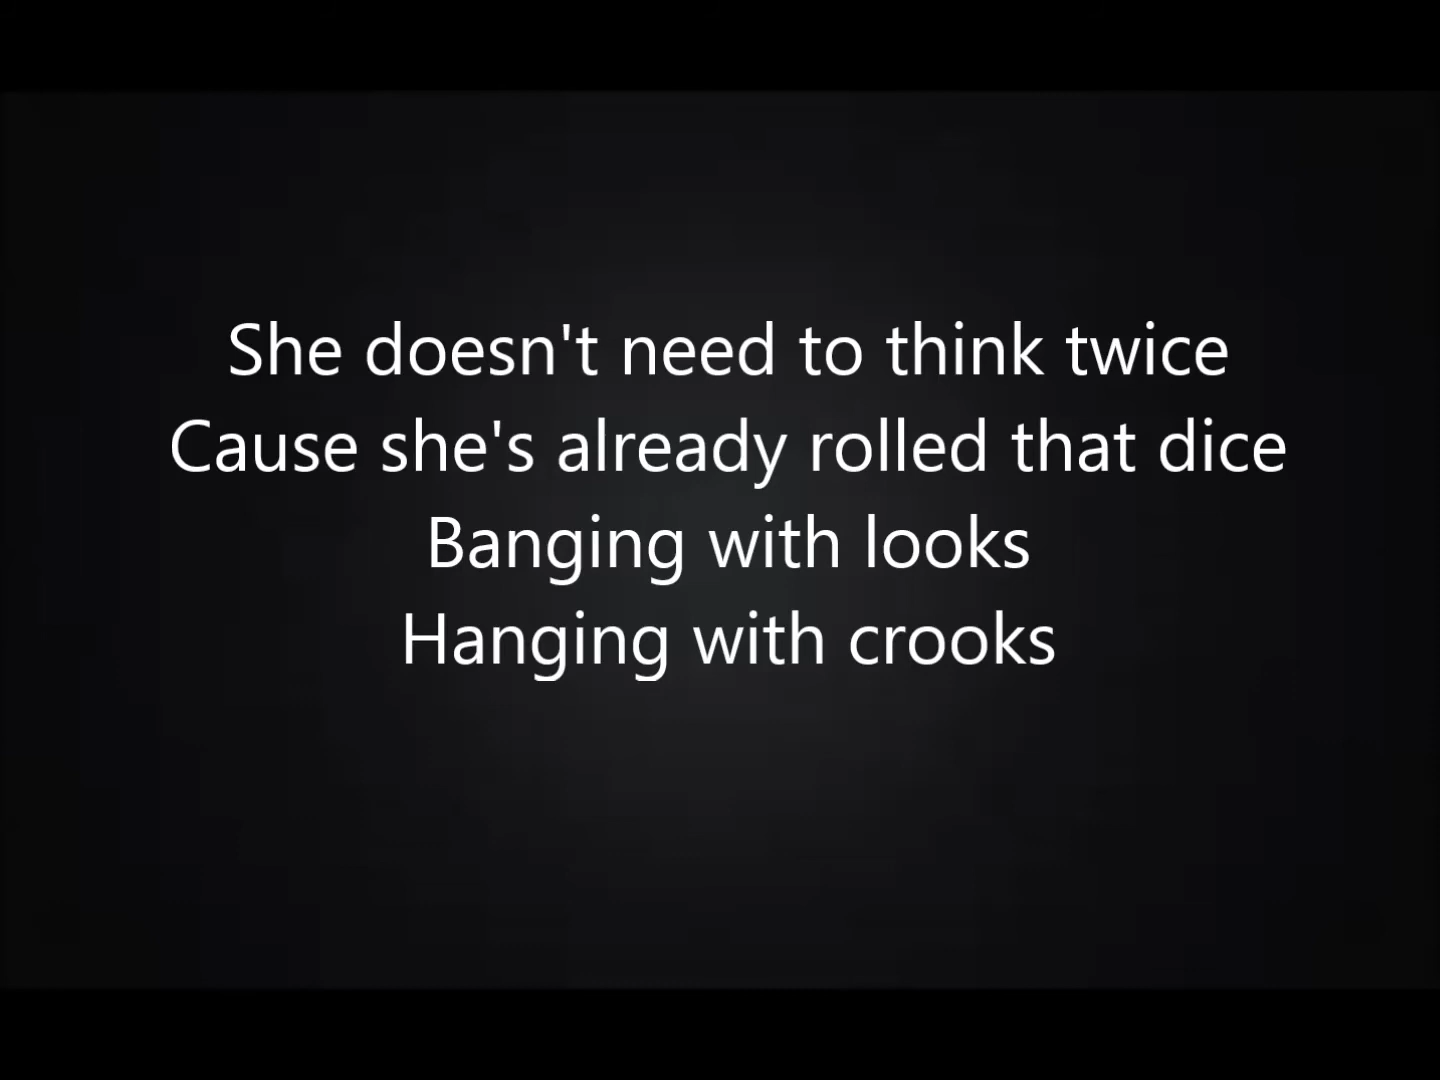 She doesn't need to think twice
Cause she's already rolled that dice
Banging with looks
Hanging with crooks